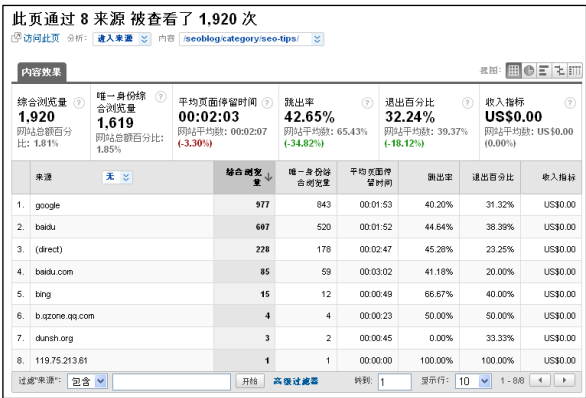 此页通过 8 来源 被查看了 1,920 次
访问此页 分析: 进入来源 内容 /seoblog/category/seo-tips/
内容效果 视图:
综合浏览量
1,920
网站总额百分
比: 1.81%
唯一身份综
合浏览量
1,619
网站总额百分比:
1.85%
平均页面停留时间
00:02:03
网站平均数: 00:02:07
(-3.30%)
跳出率
42.65%
网站平均数: 65.43%
(-34.82%)
退出百分比
32.24%
网站平均数: 39.37%
(-18.12%)
收入指标
US$0.00
网站平均数: US$0.00
(0.00%)
来源 无 综合浏览量 唯一身份综合浏览量 平均页面停留时间 跳出率 退出百分比 收入指标
1. google 977 843 00:01:53 40.20% 31.32% US$0.00
2. baidu 607 520 00:01:52 44.64% 38.39% US$0.00
3. (direct) 228 178 00:02:47 45.28% 23.25% US$0.00
4. baidu.com 85 59 00:03:02 41.18% 20.00% US$0.00
5. bing 15 12 00:00:49 66.67% 40.00% US$0.00
6. b.qzone.qq.com 4 4 00:00:23 50.00% 50.00% US$0.00
7. dunsh.org 3 2 00:00:45 0.00% 33.33% US$0.00
8. 119.75.213.61 1 1 00:00:00 100.00% 100.00% US$0.00
过滤"来源": 包含 开始 高级过滤器 转到: 1 显示行: 10 1 - 8/8